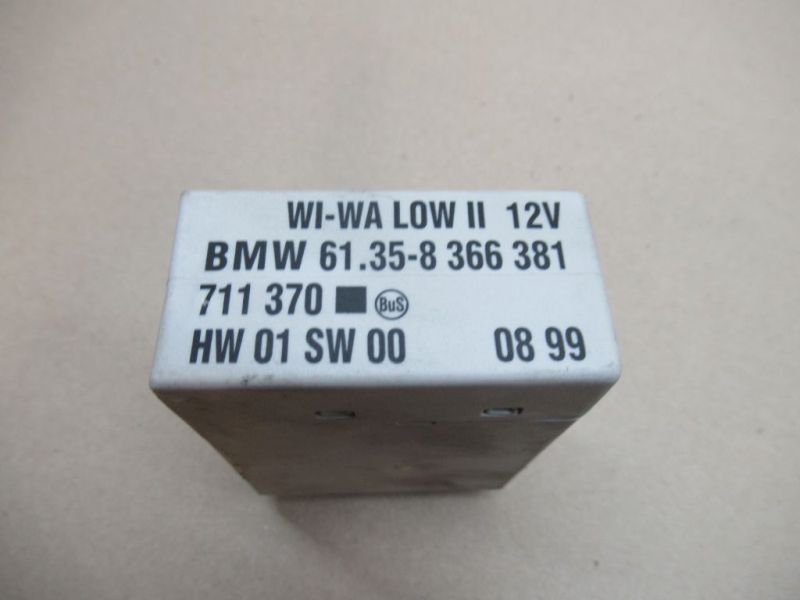 WI-WA LOW II 12V
BMW 61.35-8 366 381
711 370 BuS
HW 01 SW 00 08 99